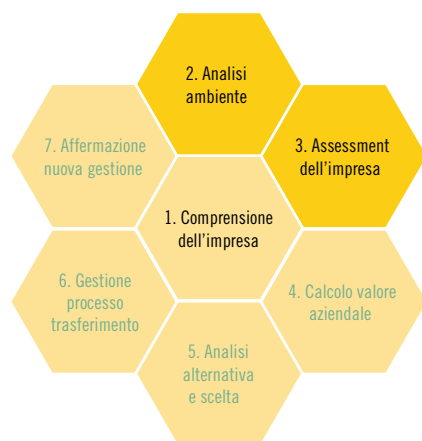 2. Analisi
ambiente
7. Affermazione
nuova gestione
3. Assessment
dell'impresa
1. Comprensione
dell'impresa
6. Gestione
processo
trasferimento
4. Calcolo valore
aziendale
5. Analisi
alternativa
e scelta